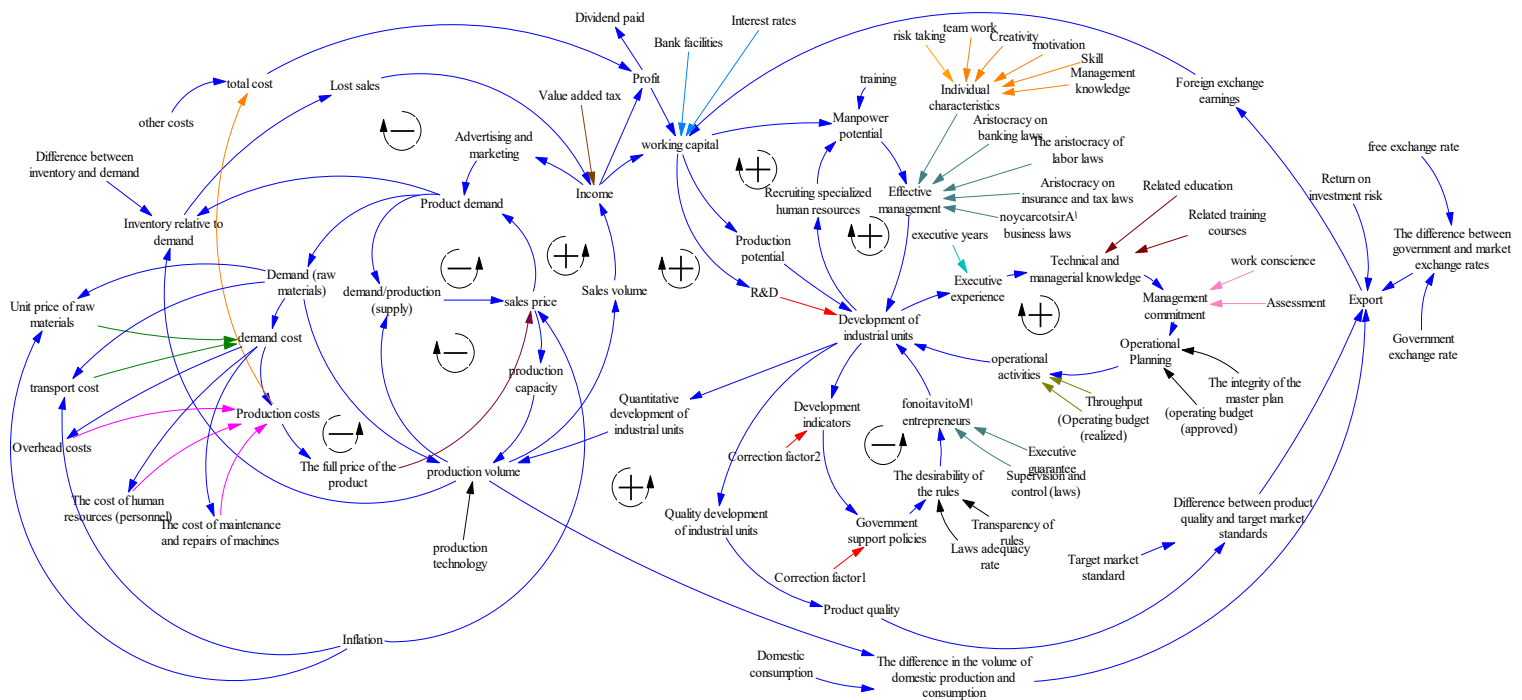 Dividend paid
Interest rates
Bank facilities
risk taking
team work
Creativity
motivation
Skill
Management
knowledge
Profit
total cost
Lost sales
Value added tax
training
Individual
characteristics
Foreign exchange
earnings
other costs
Advertising and
marketing
working capital
Manpower
potential
Aristocracy on
banking laws
The aristocracy of
labor laws
free exchange rate
Difference between
inventory and demand
Income
Recruiting specialized
human resources
Effective
management
Aristocracy on
insurance and tax laws
noycarcotsirA
business laws
Related education
Return on
investment risk
Product demand
Inventory relative to
demand
Related training
courses
The difference between
government and market
exchange rates
Production
potential
executive years
Technical and
managerial knowledge
work conscience
Demand (raw
materials)
demand/production
(supply)
sales price
Sales volume
R&D
Executive
experience
Management
commitment
Assessment
Export
Unit price of raw
materials
demand cost
Development of
industrial units
Operational
Planning
Government
exchange rate
transport cost
production
capacity
operational
activities
The integrity of the
master plan
Throughput
(Operating budget
(realized)
(operating budget
(approved)
Production costs
Quantitative
development of
industrial units
Development
indicators
fonoitavitoM
entrepreneurs
Overhead costs
The full price of the
product
production volume
Correction factor2
Executive
guarantee
Supervision and
control (laws)
The desirability of
the rules
The cost of human
resources (personnel)
The cost of maintenance
and repairs of machines
Quality development
of industrial units
Government
support policies
Transparency of
rules
Laws adequacy
rate
Difference between product
quality and target market
standards
production
technology
Target market
standard
Correction factor1
Product quality
Inflation
Domestic
consumption
The difference in the volume of
domestic production and
consumption